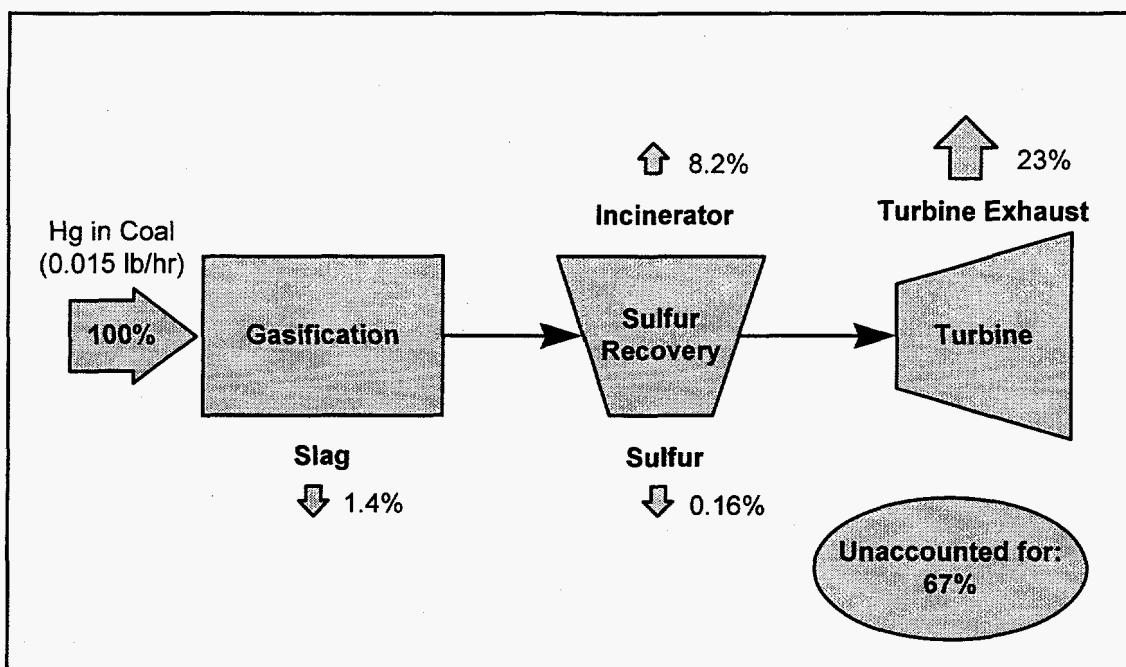 8.2%
23%
Incinerator
Turbine Exhaust
Hg in Coal
(0.015 lb/hr)
100%
Gasification
Sulfur
Recovery
Turbine
Slag
Sulfur
1.4%
0.16%
Unaccounted for:
67%